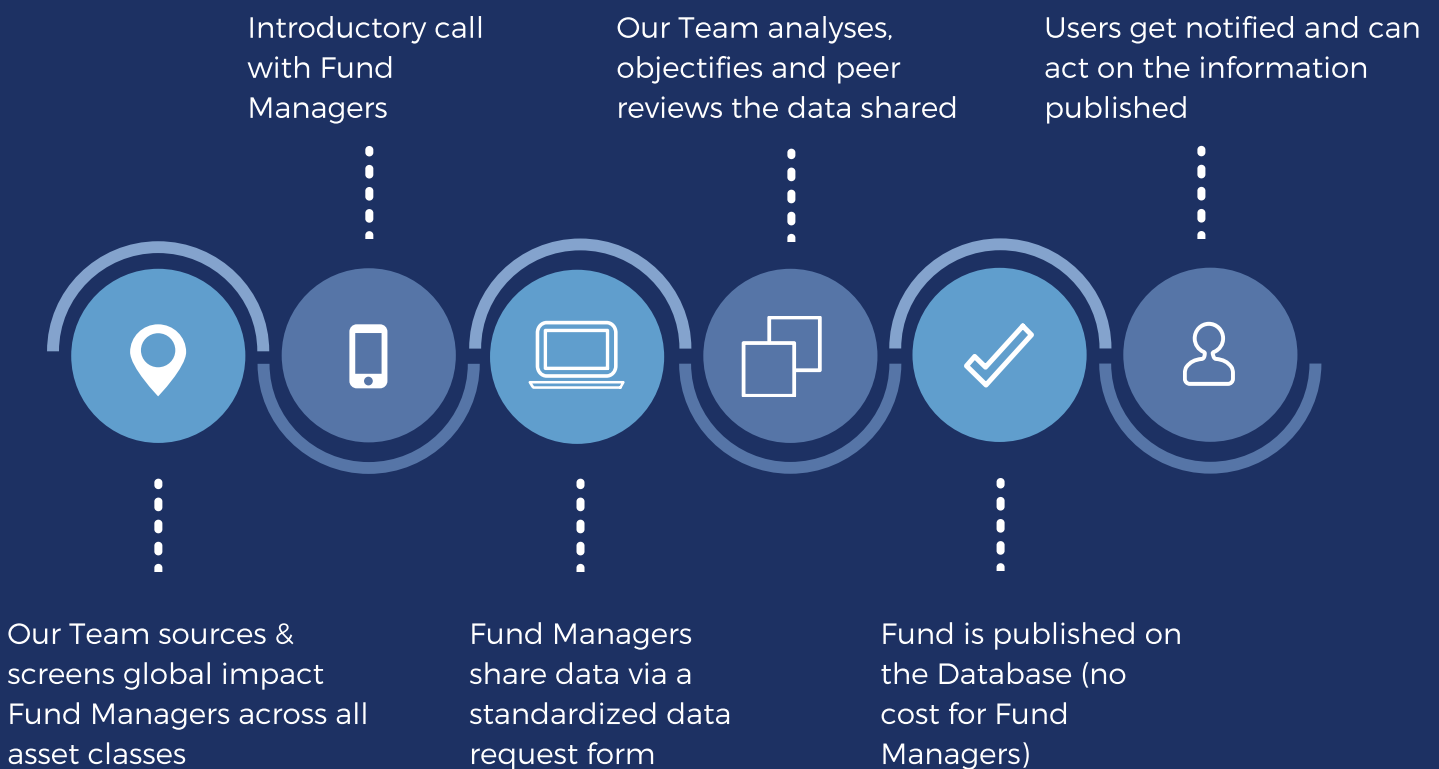 Introductory call
with Fund
Managers
Our Team analyses,
objectifies and peer
reviews the data shared
Users get notified and can
act on the information
published
Our Team sources &
screens global impact
Fund Managers across all
asset classes
Fund Managers
share data via a
standardized data
request form
Fund is published on
the Database (no
cost for Fund
Managers)